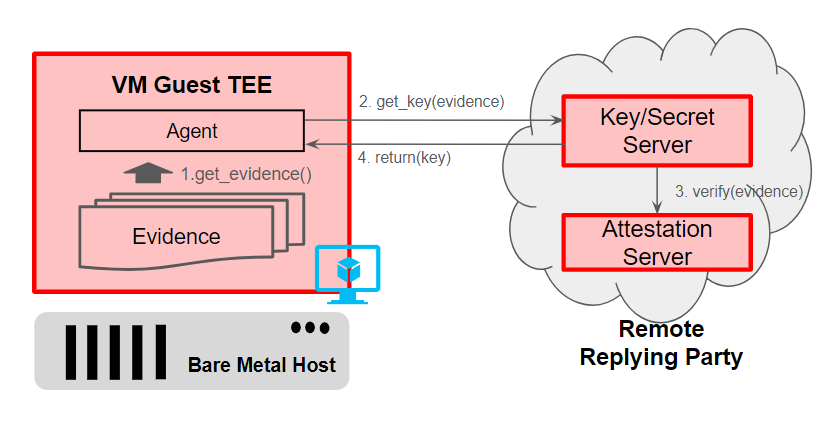 VM Guest TEE
Agent
1.get_evidence()
Evidence
2. get_key(evidence)
4. return(key)
Key/Secret
Server
3. verify(evidence)
Attestation
Server
Remote
Replying Party
Bare Metal Host